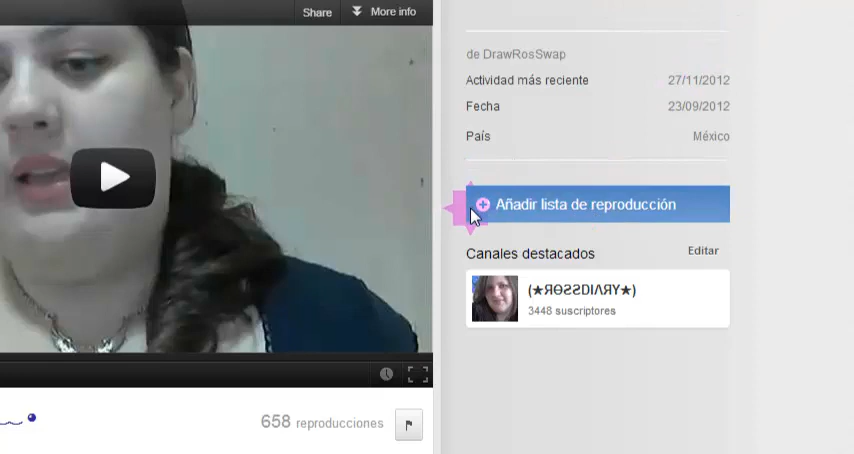 Share
More info
de DrawRosSwap
Actividad más reciente 27/11/2012
Fecha 23/09/2012
País México
Añadir lista de reproducción
Canales destacados Editar
(★ЯѲƧƧDIΛЯY★)
3448 suscriptores
658 reproducciones